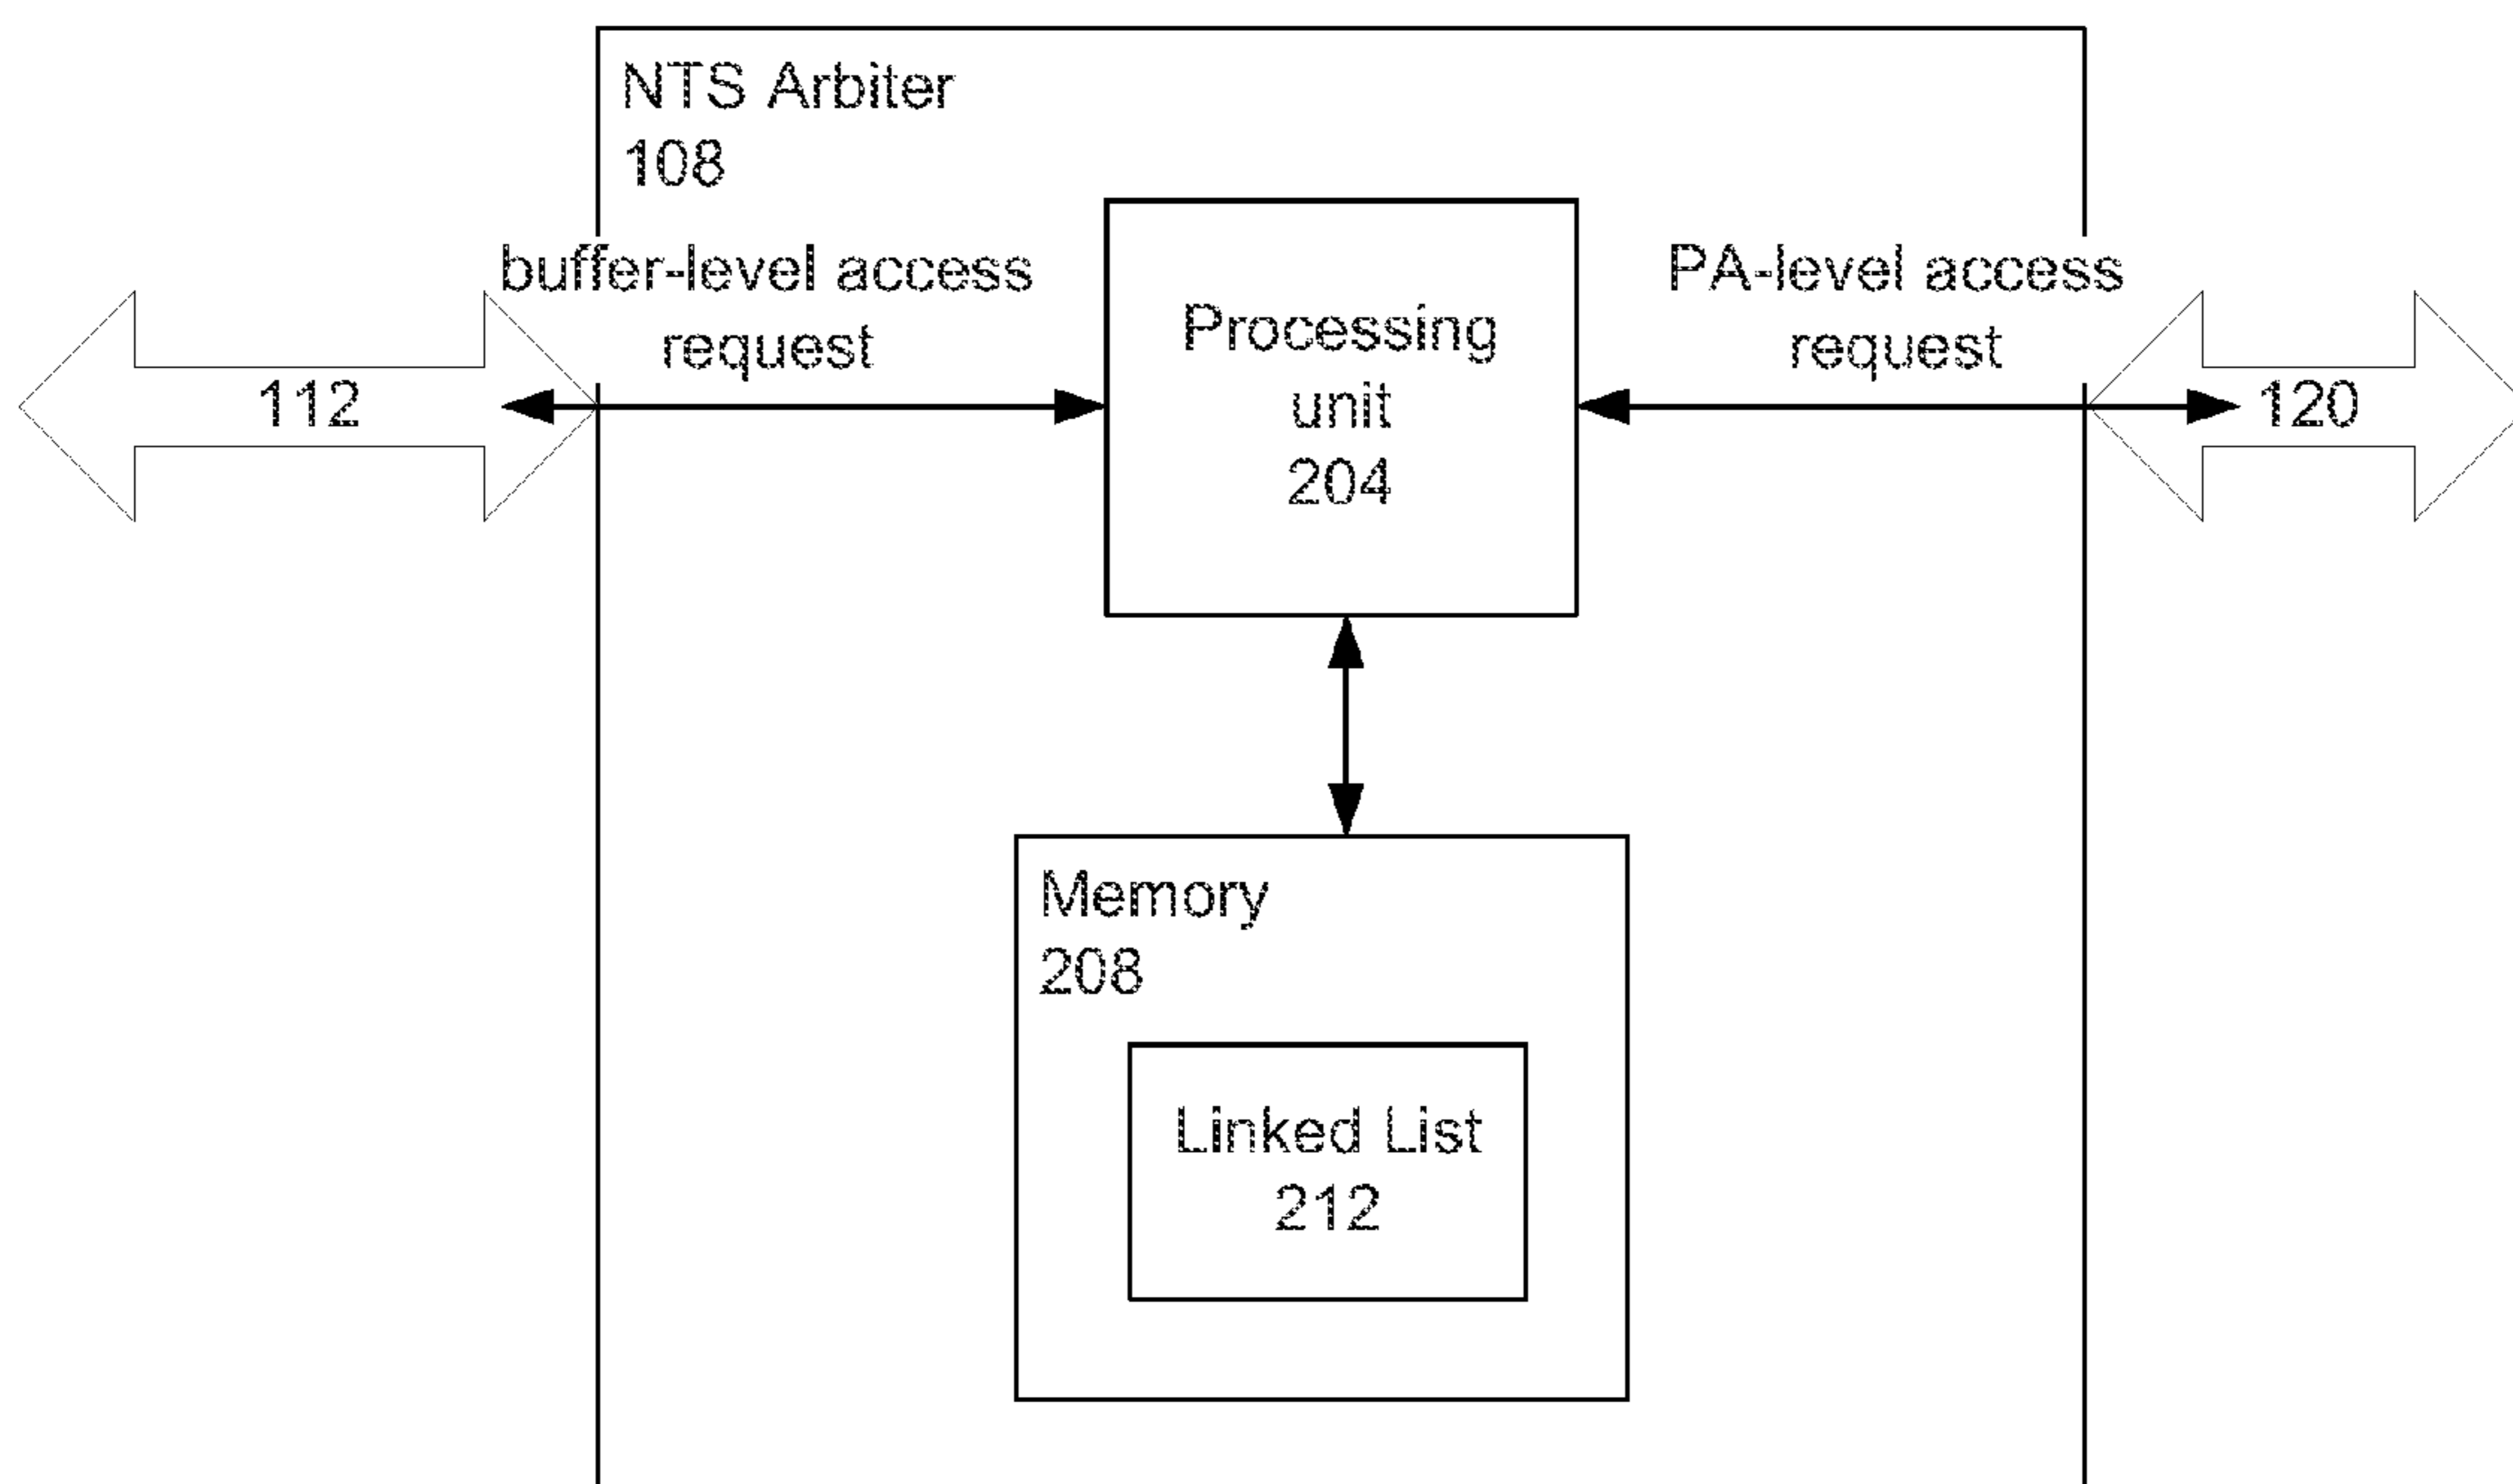 NTS Arbiter
108
buffer-level access
request
PA-level access
request
112
Processing
unit
204
120
Memory
208
Linked List
212